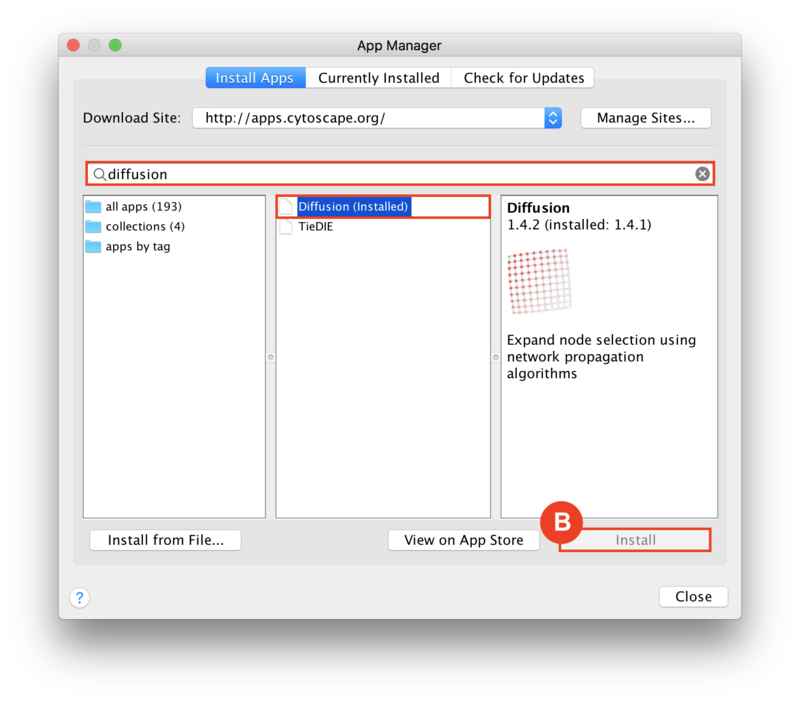 App Manager
Install Apps Currently Installed Check for Updates
Download Site: http://apps.cytoscape.org/ Manage Sites...
diffusion
all apps (193)
collections (4)
apps by tag
Diffusion (Installed)
TieDIE
Diffusion
1.4.2 (installed: 1.4.1)
Expand node selection using
network propagation
algorithms
B
Install from File... View on App Store Install
? Close